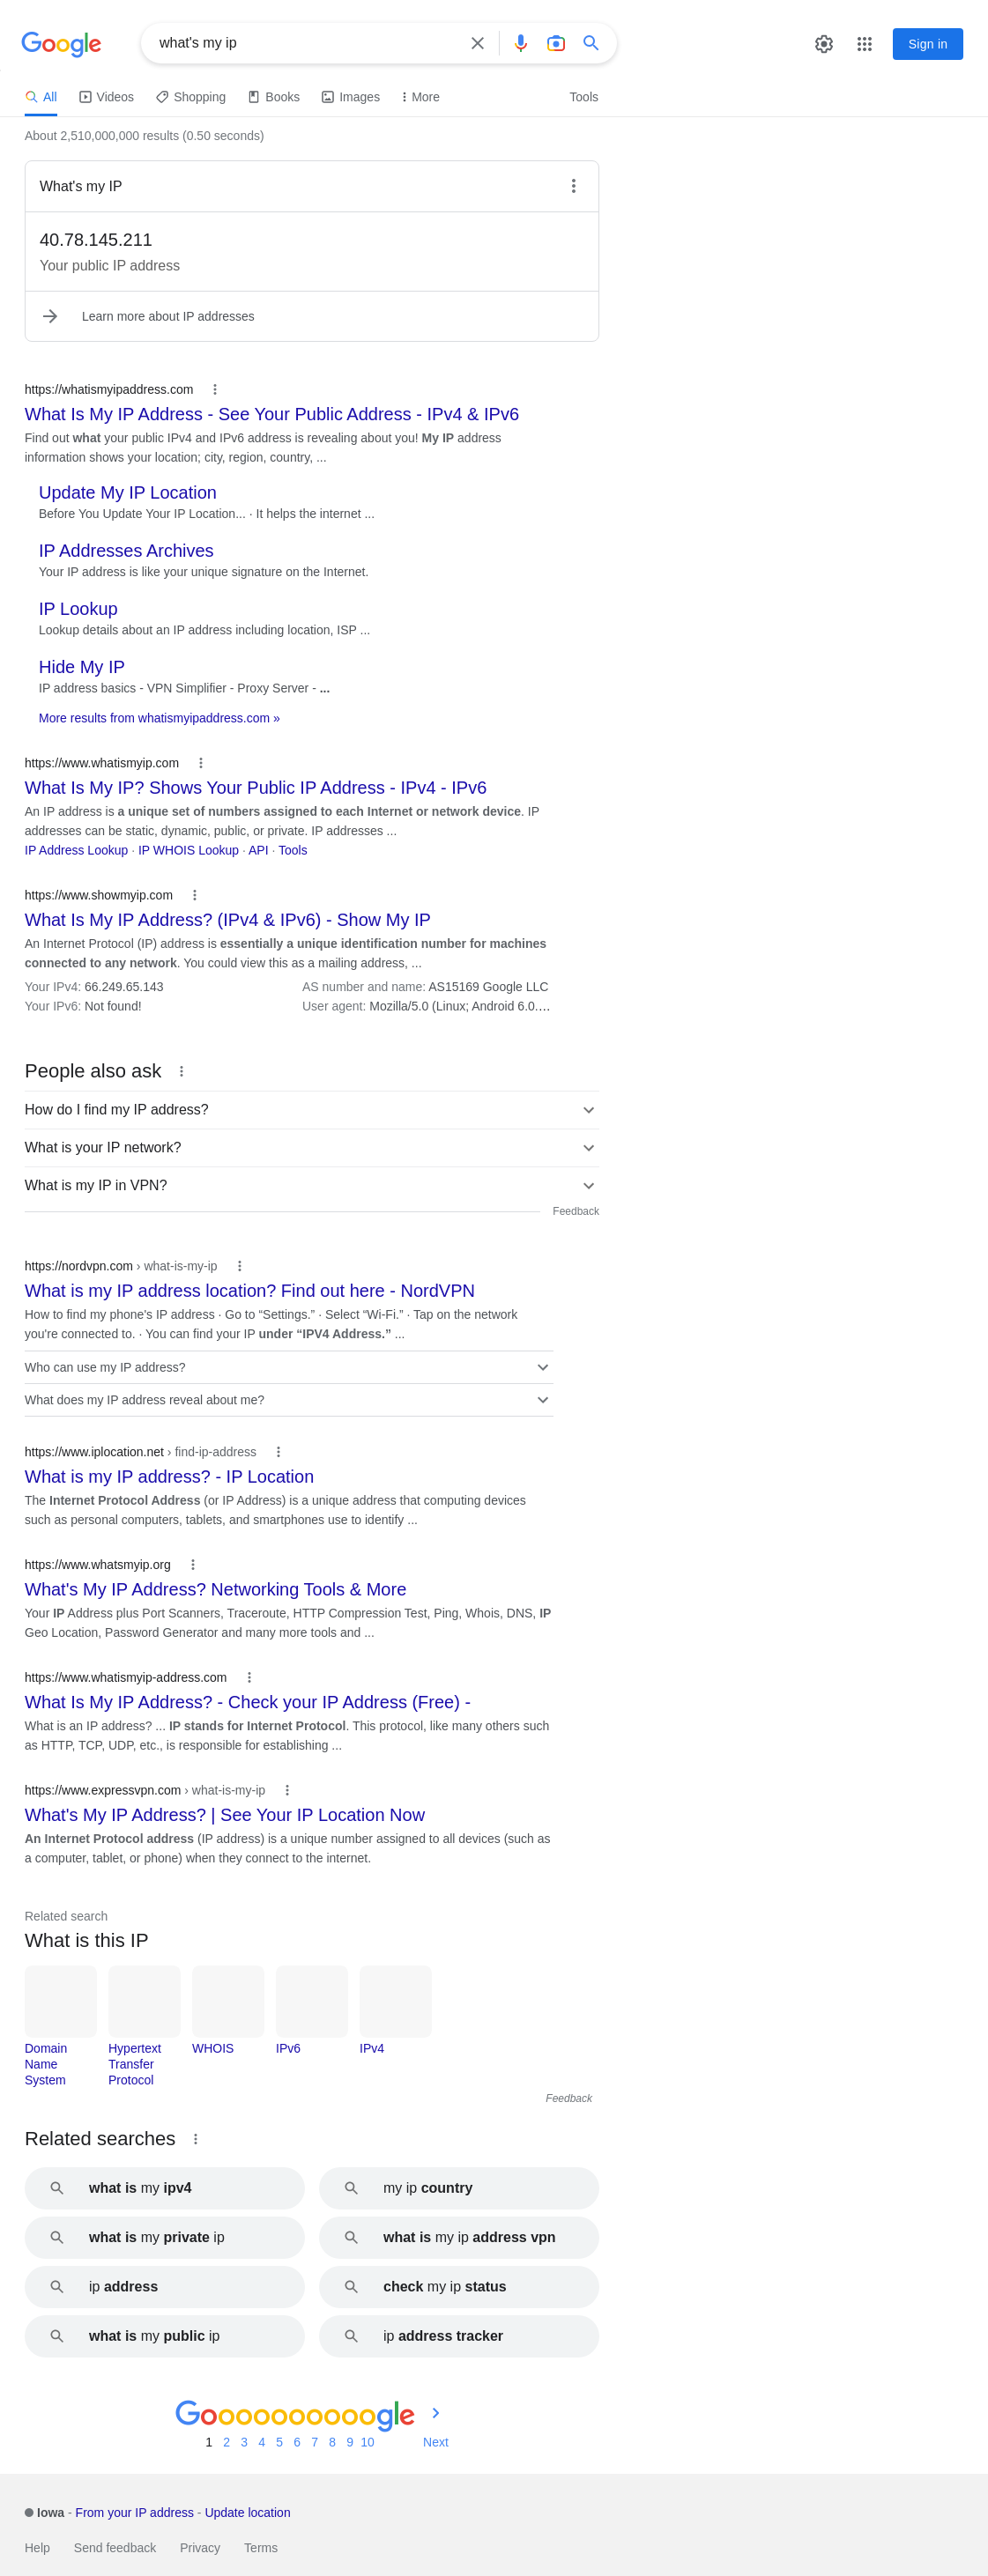 Google
what's my ip
Sign in
All Videos Shopping Books Images More Tools
About 2,510,000,000 results (0.50 seconds)
What's my IP
40.78.145.211
Your public IP address
Learn more about IP addresses
https://whatismyipaddress.com
What Is My IP Address - See Your Public Address - IPv4 & IPv6
Find out what your public IPv4 and IPv6 address is revealing about you! My IP address
information shows your location; city, region, country, ...
Update My IP Location
Before You Update Your IP Location... · It helps the internet ...
IP Addresses Archives
Your IP address is like your unique signature on the Internet.
IP Lookup
Lookup details about an IP address including location, ISP ...
Hide My IP
IP address basics - VPN Simplifier - Proxy Server - ...
More results from whatismyipaddress.com »
https://www.whatismyip.com
What Is My IP? Shows Your Public IP Address - IPv4 - IPv6
An IP address is a unique set of numbers assigned to each Internet or network device. IP
addresses can be static, dynamic, public, or private. IP addresses ...
IP Address Lookup · IP WHOIS Lookup · API · Tools
https://www.showmyip.com
What Is My IP Address? (IPv4 & IPv6) - Show My IP
An Internet Protocol (IP) address is essentially a unique identification number for machines
connected to any network. You could view this as a mailing address, ...
Your IPv4: 66.249.65.143 AS number and name: AS15169 Google LLC
Your IPv6: Not found! User agent: Mozilla/5.0 (Linux; Android 6.0....
People also ask
How do I find my IP address?
What is your IP network?
What is my IP in VPN?
Feedback
https://nordvpn.com › what-is-my-ip
What is my IP address location? Find out here - NordVPN
How to find my phone's IP address · Go to “Settings.” · Select “Wi-Fi.” · Tap on the network
you're connected to. · You can find your IP under “IPV4 Address.” ...
Who can use my IP address?
What does my IP address reveal about me?
https://www.iplocation.net › find-ip-address
What is my IP address? - IP Location
The Internet Protocol Address (or IP Address) is a unique address that computing devices
such as personal computers, tablets, and smartphones use to identify ...
https://www.whatsmyip.org
What's My IP Address? Networking Tools & More
Your IP Address plus Port Scanners, Traceroute, HTTP Compression Test, Ping, Whois, DNS, IP
Geo Location, Password Generator and many more tools and ...
https://www.whatismyip-address.com
What Is My IP Address? - Check your IP Address (Free) -
What is an IP address? ... IP stands for Internet Protocol. This protocol, like many others such
as HTTP, TCP, UDP, etc., is responsible for establishing ...
https://www.expressvpn.com › what-is-my-ip
What's My IP Address? | See Your IP Location Now
An Internet Protocol address (IP address) is a unique number assigned to all devices (such as
a computer, tablet, or phone) when they connect to the internet.
Related search
What is this IP
Domain
Name
System
Hypertext
Transfer
Protocol
WHOIS
IPv6
IPv4
Feedback
Related searches
what is my ipv4
my ip country
what is my private ip
what is my ip address vpn
ip address
check my ip status
what is my public ip
ip address tracker
Goooooooooogle
1 2 3 4 5 6 7 8 9 10 Next
Iowa - From your IP address - Update location
Help Send feedback Privacy Terms